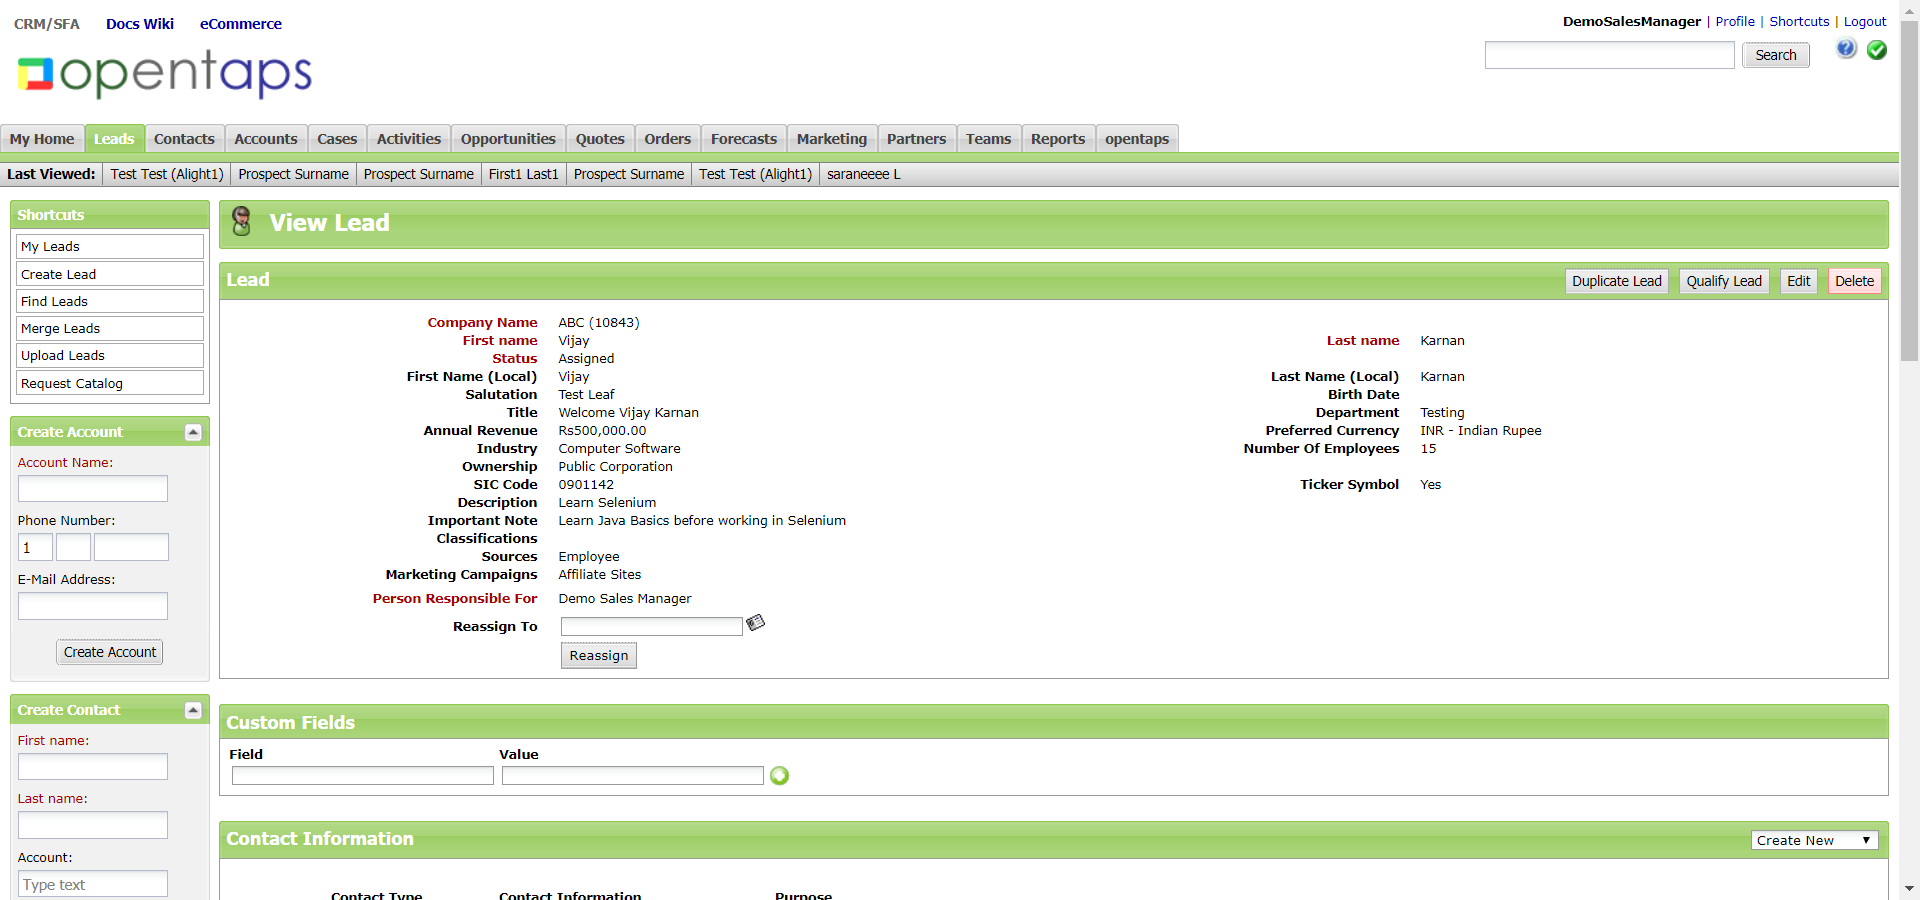 CRM/SFA Docs Wiki eCommerce
DemoSalesManager | Profile | Shortcuts | Logout
opentaps
Search
My Home Leads Contacts Accounts Cases Activities Opportunities Quotes Orders Forecasts Marketing Partners Teams Reports opentaps
Last Viewed: Test Test (Alight1) Prospect Surname Prospect Surname First1 Last1 Prospect Surname Test Test (Alight1) saraneeee L
Shortcuts
My Leads
Create Lead
Find Leads
Merge Leads
Upload Leads
Request Catalog
Create Account
Account Name:
Phone Number:
1
E-Mail Address:
Create Account
Create Contact
First name:
Last name:
Account:
Type text
View Lead
Lead
Duplicate Lead Qualify Lead Edit Delete
Company Name ABC (10843)
First name Vijay Last name Karnan
Status Assigned
First Name (Local) Vijay Last Name (Local) Karnan
Salutation Test Leaf Birth Date
Title Welcome Vijay Karnan Department Testing
Annual Revenue Rs500,000.00 Preferred Currency INR - Indian Rupee
Industry Computer Software Number Of Employees 15
Ownership Public Corporation
SIC Code 0901142 Ticker Symbol Yes
Description Learn Selenium
Important Note Learn Java Basics before working in Selenium
Classifications
Sources Employee
Marketing Campaigns Affiliate Sites
Person Responsible For Demo Sales Manager
Reassign To
Reassign
Custom Fields
Field Value
Contact Information
Create New
Contact Type Contact Information Purpose